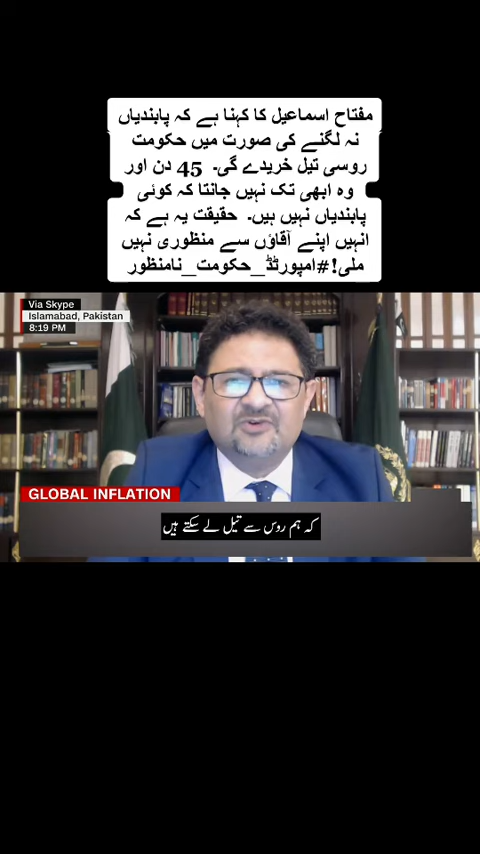 مفتاح اسماعیل کا کہنا ہے کہ پابندیاں
نہ لگنے کی صورت میں حکومت
روسی تیل خریدے گی۔ 45 دن اور
وہ ابھی تک نہیں جانتا کہ کوئی
پابندیاں نہیں ہیں۔ حقیقت یہ ہے کہ
انہیں اپنے آقاؤں سے منظوری نہیں
ملی! #امپورٹڈ_حکومت_نامنظور
Via Skype
Islamabad, Pakistan
8:19 PM
GLOBAL INFLATION
کہ ہم روس سے تیل لے سکتے ہیں